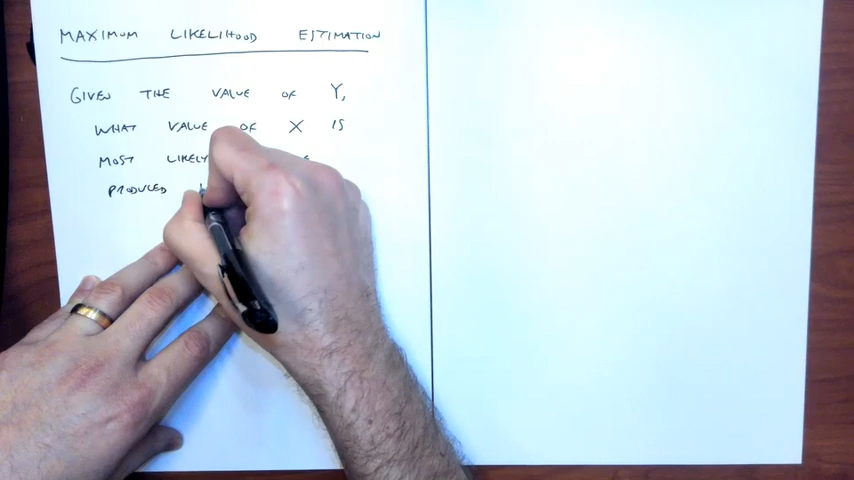 MAXIMUM LIKELIHOOD ESTIMATION
GIVEN THE VALUE OF Y,
WHAT VALUE OF X IS
MOST LIKELY
PRODUCED